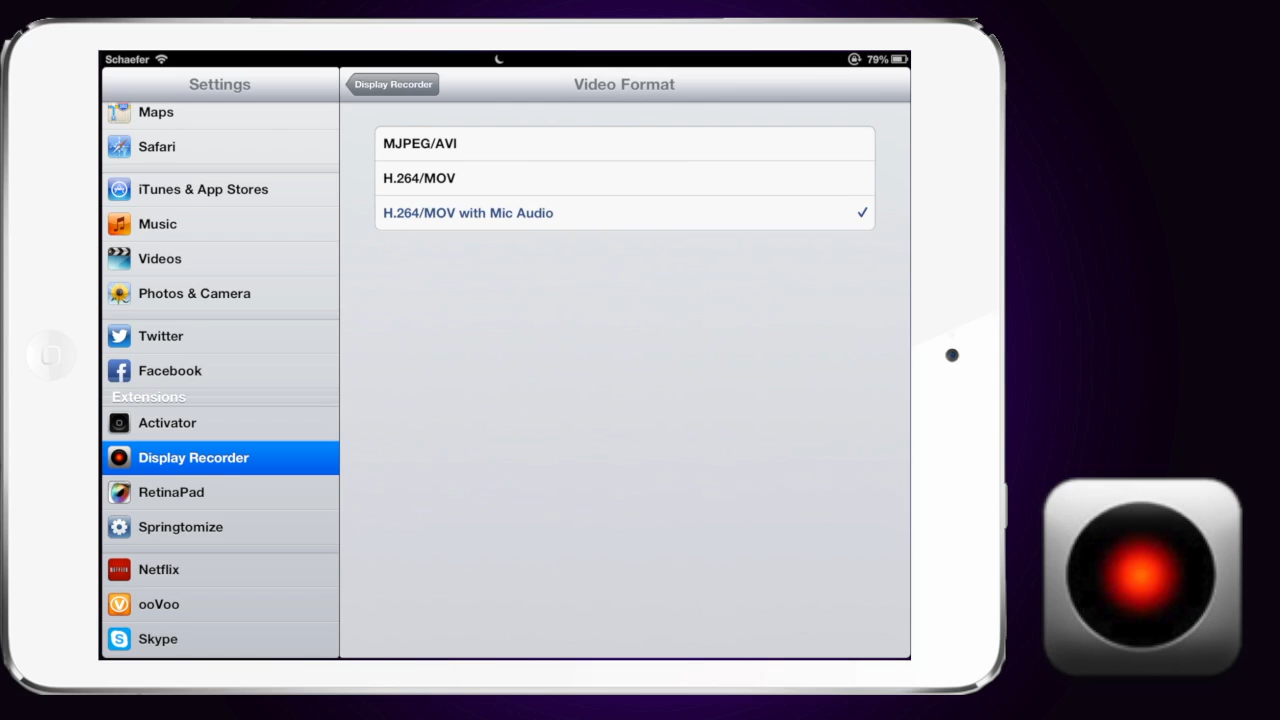 Schaefer
79%
Settings
Display Recorder
Video Format
Maps
Safari
iTunes & App Stores
Music
Videos
Photos & Camera
Twitter
Facebook
Extensions
Activator
Display Recorder
RetinaPad
Springtomize
Netflix
ooVoo
Skype
MJPEG/AVI
H.264/MOV
H.264/MOV with Mic Audio